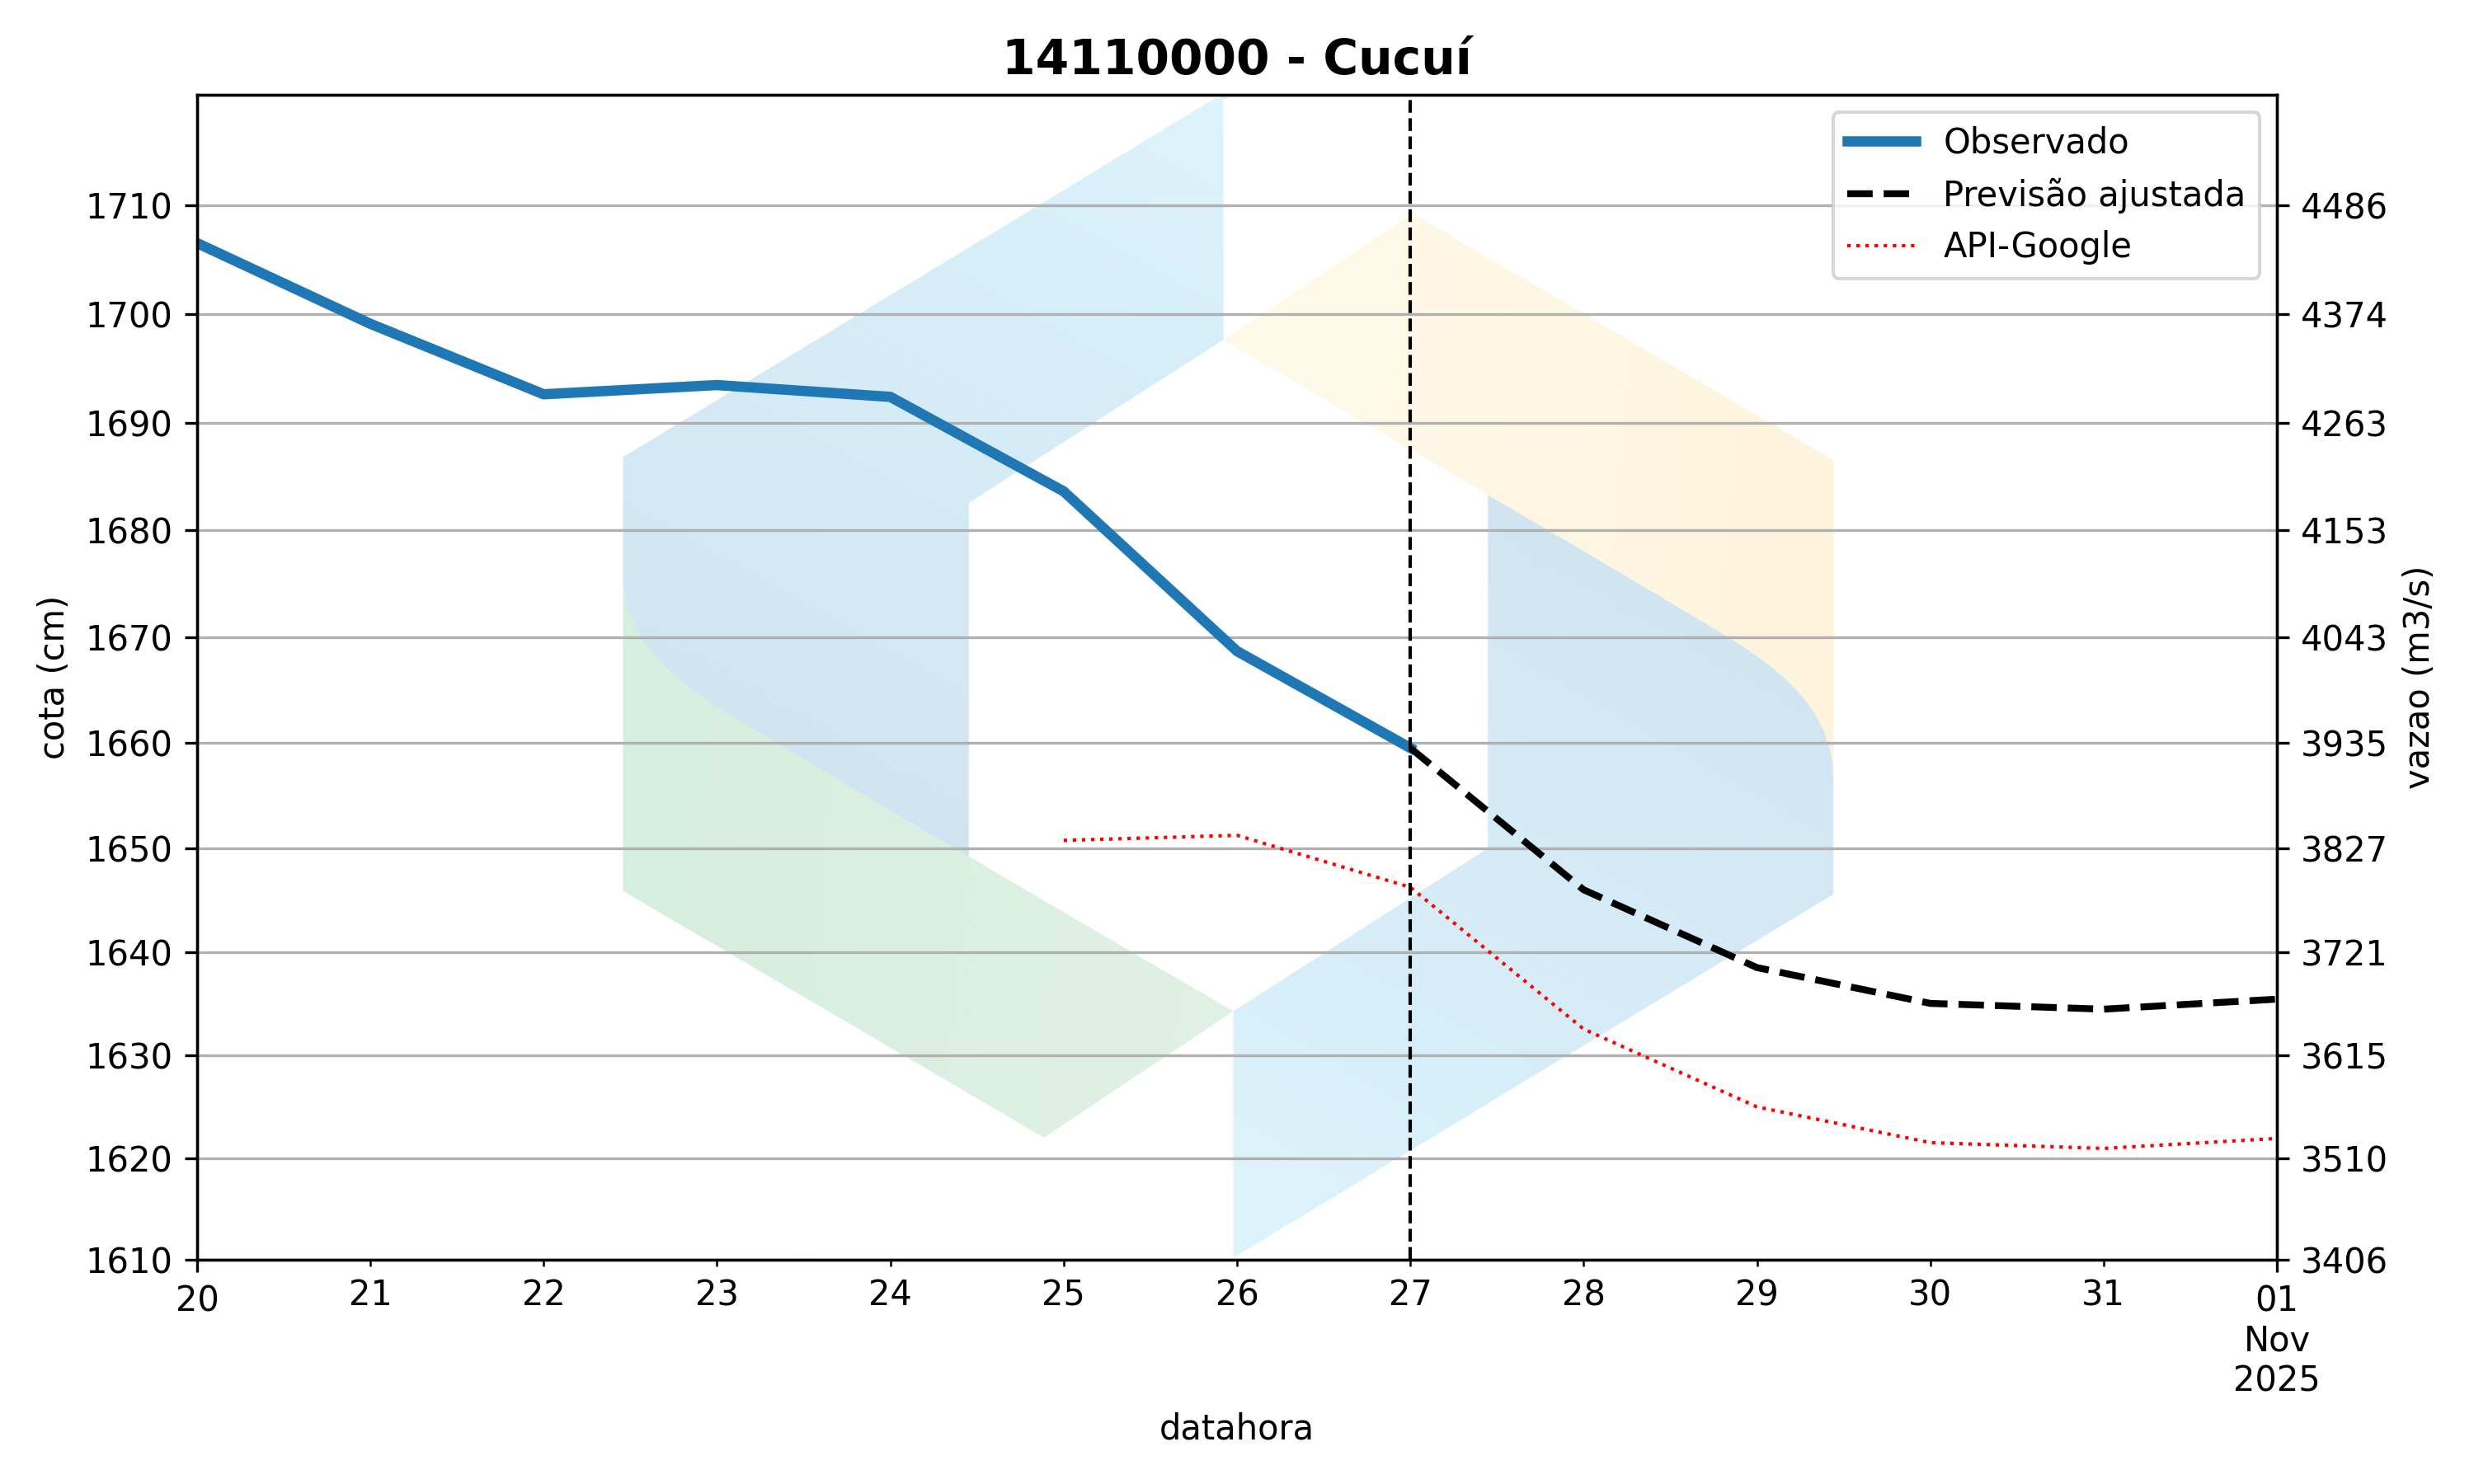 14110000 - Cucuí
Observado
Previsão ajustada
API-Google
cota (cm)
1710
1700
1690
1680
1670
1660
1650
1640
1630
1620
1610
4486
4374
4263
4153
4043
3935
3827
3721
3615
3510
3406
vazao (m3/s)
20 21 22 23 24 25 26 27 28 29 30 31 01
Nov
2025
datahora